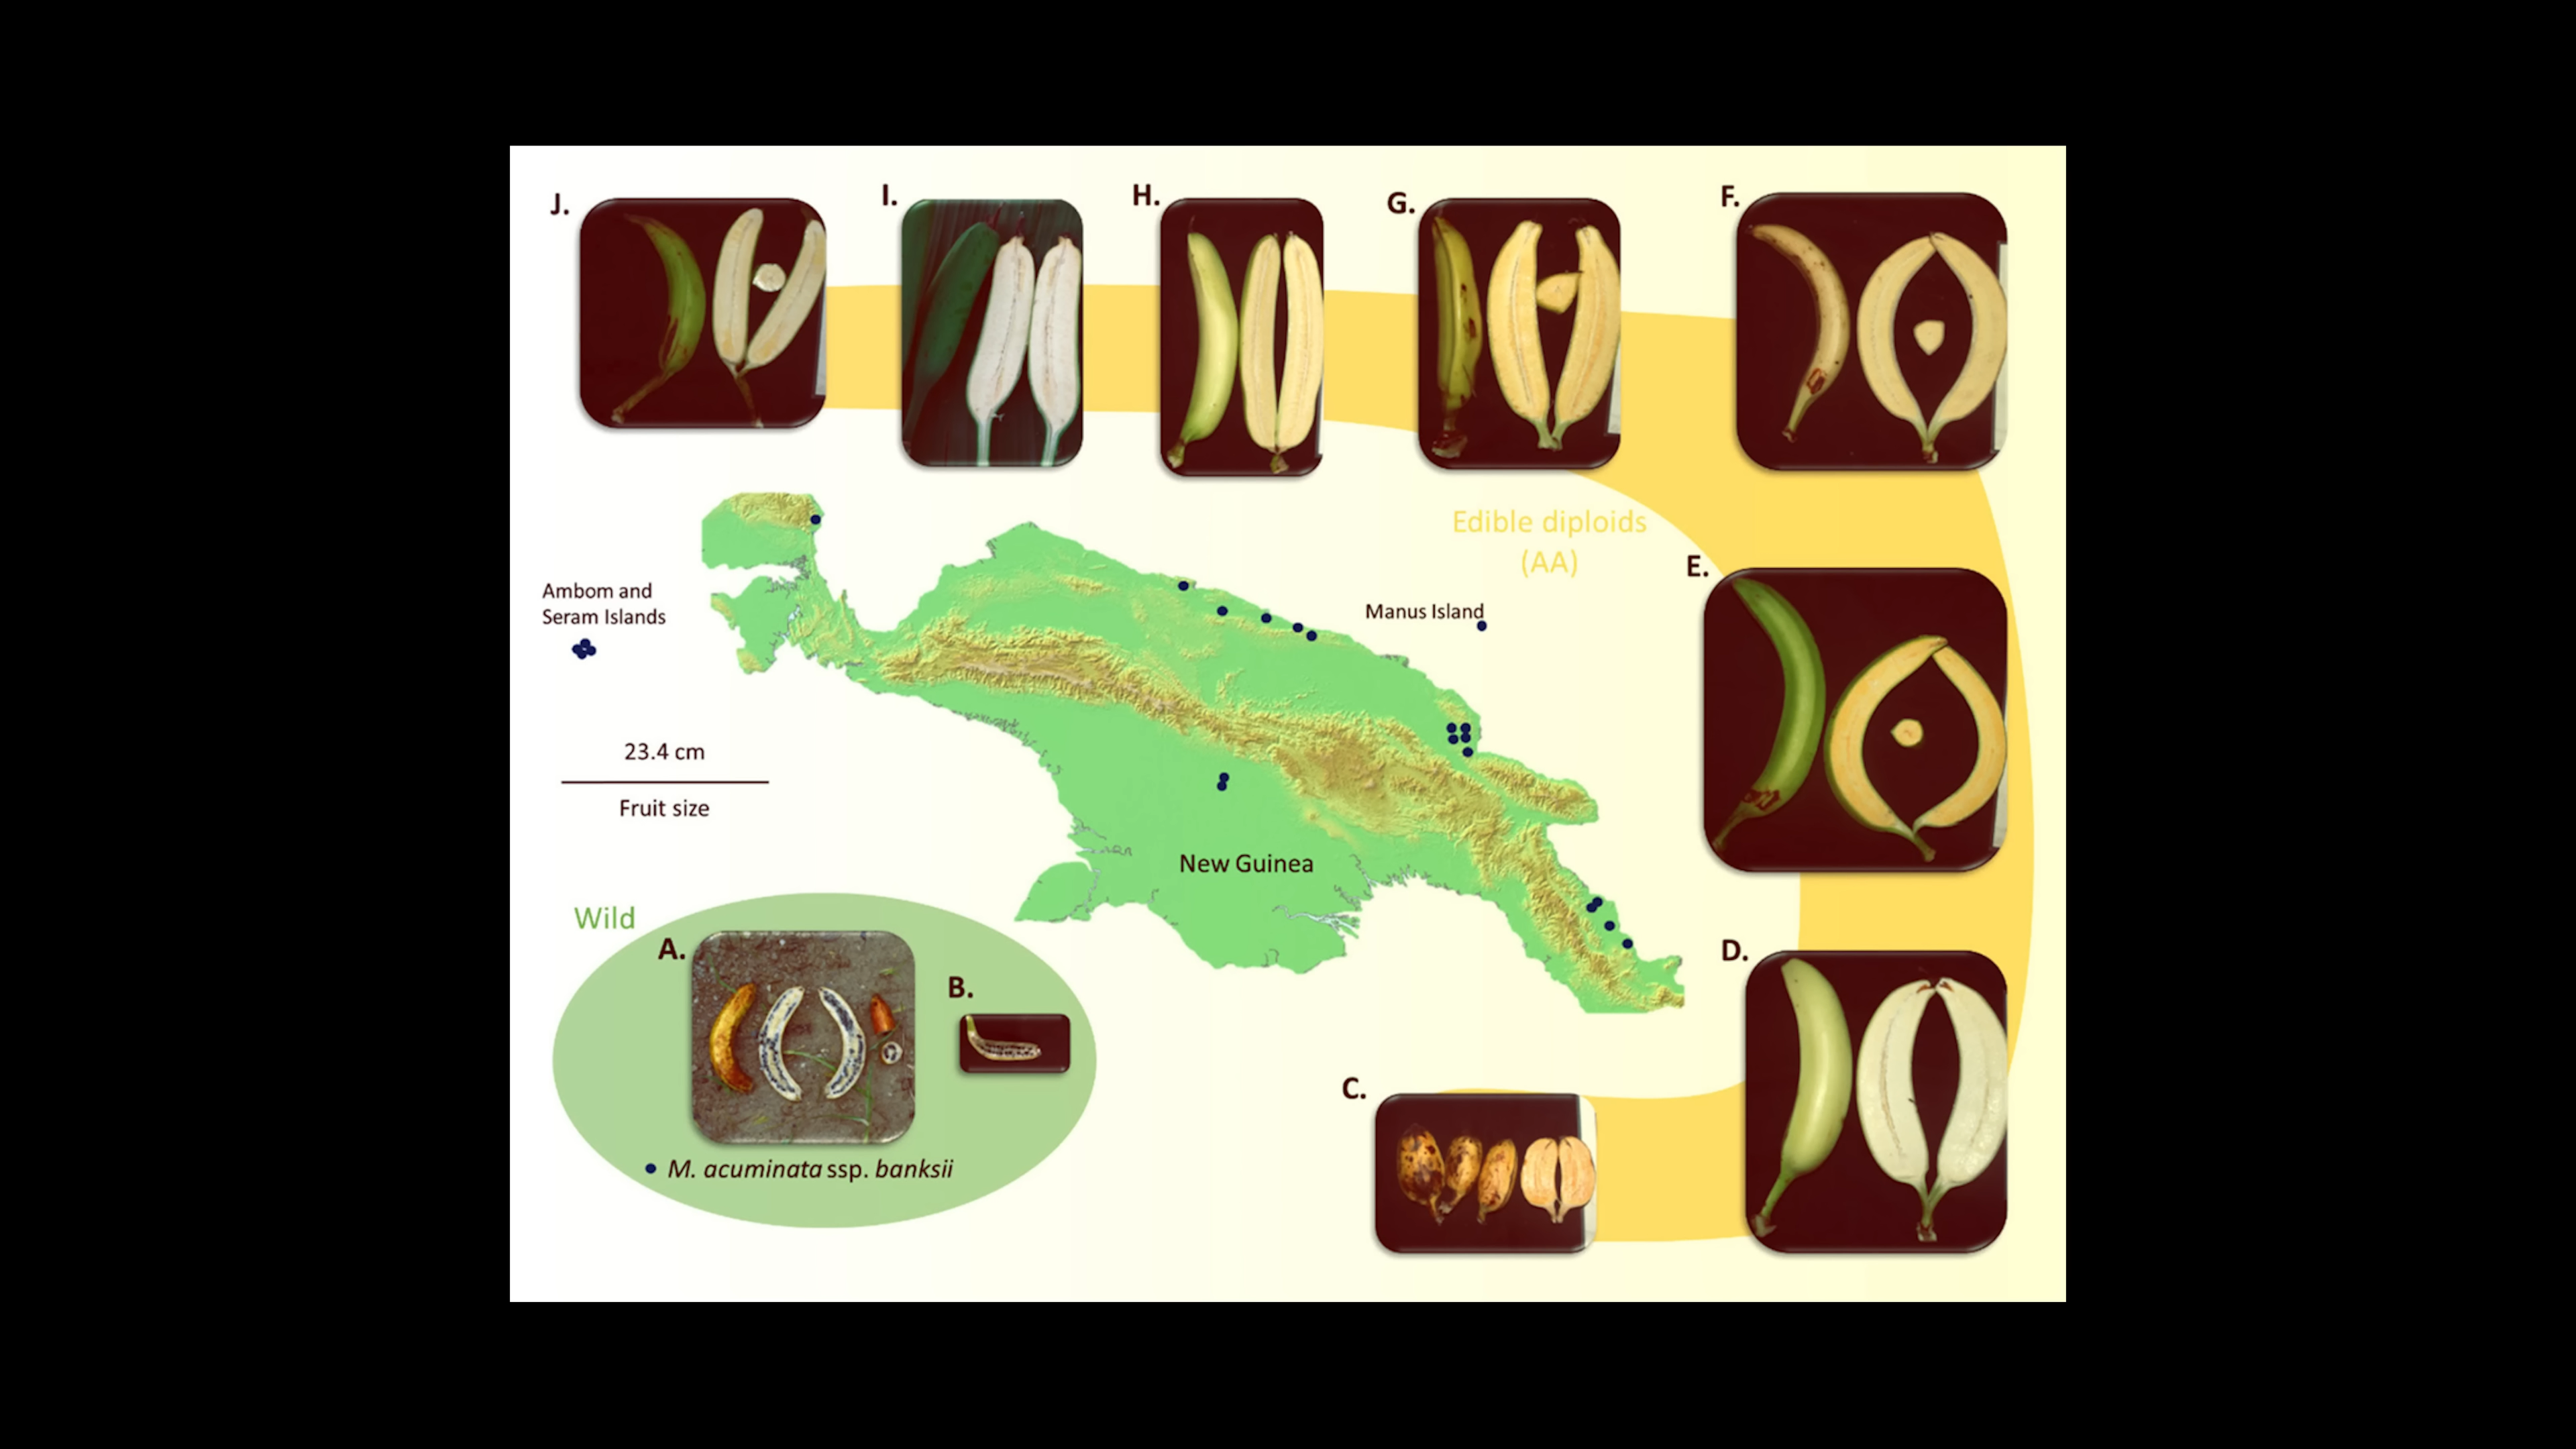 J.
I.
H.
G.
F.
Edible diploids
(AA)
E.
Ambom and
Seram Islands
Manus Island
23.4 cm
Fruit size
New Guinea
Wild
A.
B.
D.
C.
M. acuminata ssp. banksii